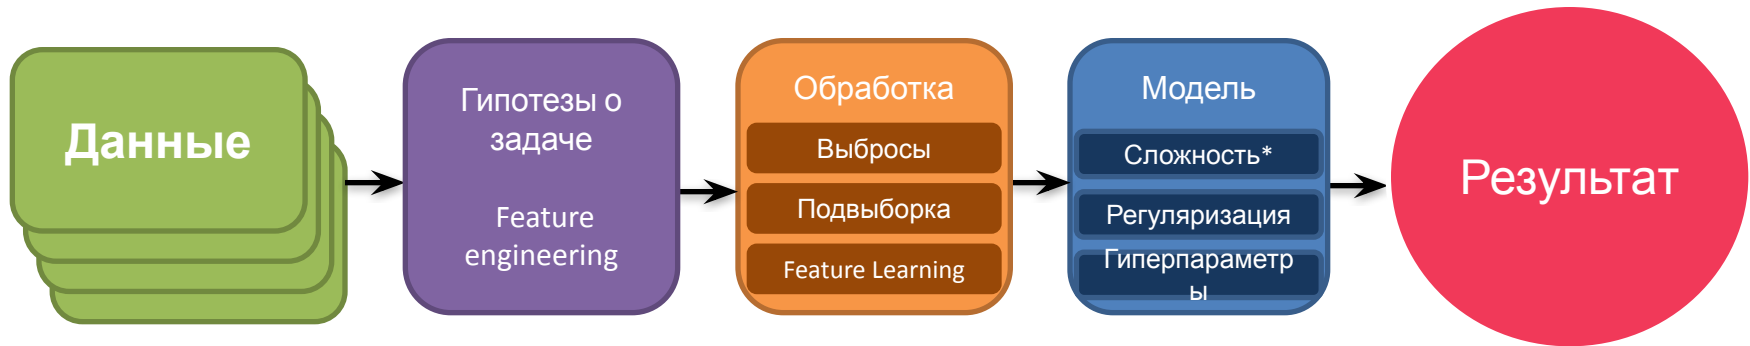 Данные
Гипотезы о
задаче
Feature
engineering
Обработка
Выбросы
Подвыборка
Feature Learning
Модель
Сложность*
Регуляризация
Гиперпараметр
ы
Результат